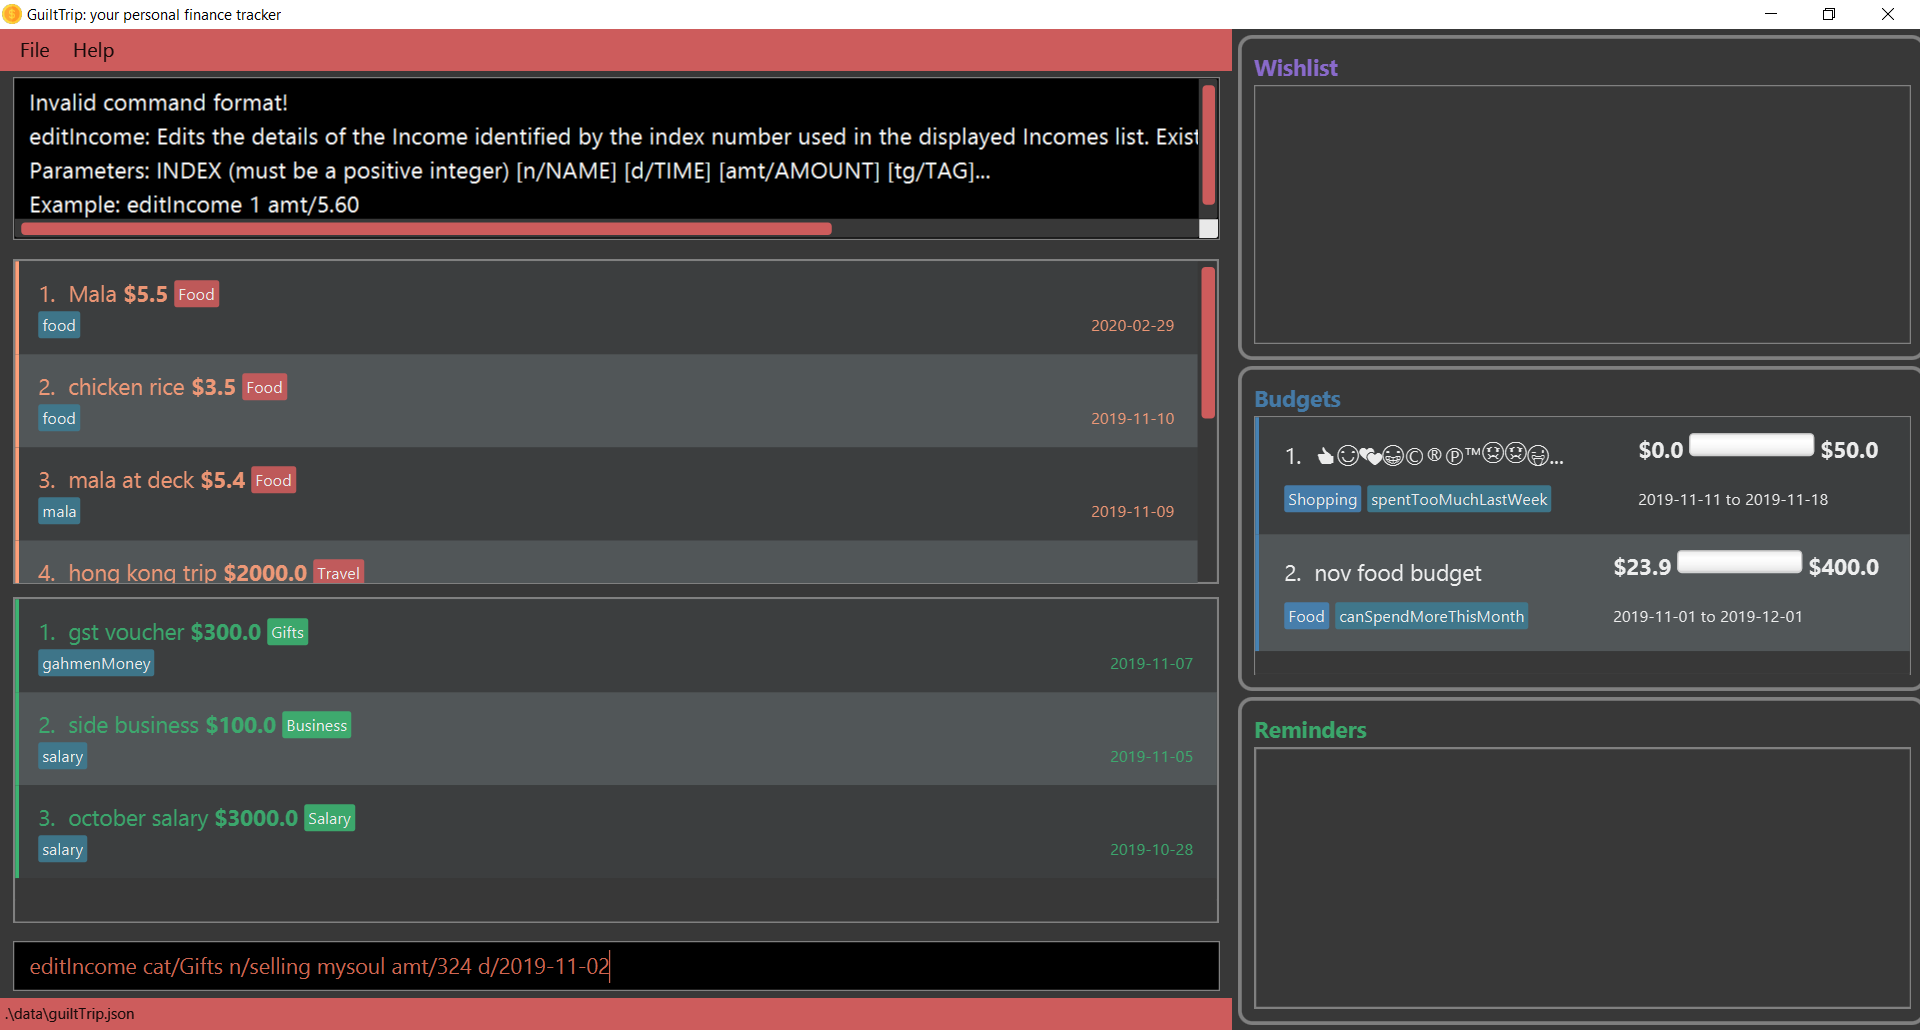 GuiltTrip: your personal finance tracker
File Help
Invalid command format!
editIncome: Edits the details of the Income identified by the index number used in the displayed Incomes list. Exist
Parameters: INDEX (must be a positive integer) [n/NAME] [d/TIME] [amt/AMOUNT] [tg/TAG]...
Example: editIncome 1 amt/5.60
1. Mala $5.5 Food
food
2020-02-29
2. chicken rice $3.5 Food
food
2019-11-10
3. mala at deck $5.4 Food
mala
2019-11-09
4. hong kong trip $2000.0 Travel
1. gst voucher $300.0 Gifts
gahmenMoney
2019-11-07
2. side business $100.0 Business
salary
2019-11-05
3. october salary $3000.0 Salary
salary
2019-10-28
editIncome cat/Gifts n/selling mysoul amt/324 d/2019-11-02
.\data\guiltTrip.json
Wishlist
Budgets
1. 👍☺💕😁©®℗™😣😣😂... $0.0 $50.0
Shopping spentTooMuchLastWeek 2019-11-11 to 2019-11-18
2. nov food budget $23.9 $400.0
Food canSpendMoreThisMonth 2019-11-01 to 2019-12-01
Reminders